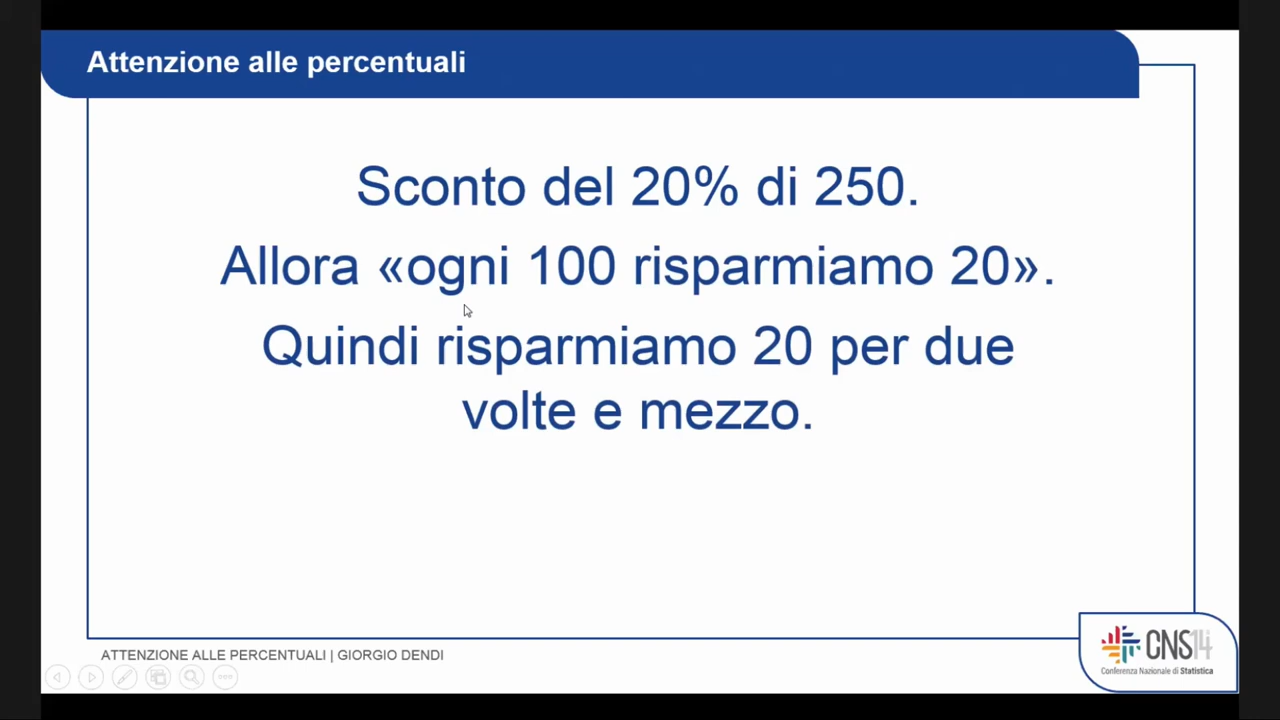 Attenzione alle percentuali
Sconto del 20% di 250.
Allora «ogni 100 risparmiamo 20».
Quindi risparmiamo 20 per due
volte e mezzo.
ATTENZIONE ALLE PERCENTUALI | GIORGIO DENDI
CNS14
Conferenza Nazionale di Statistica